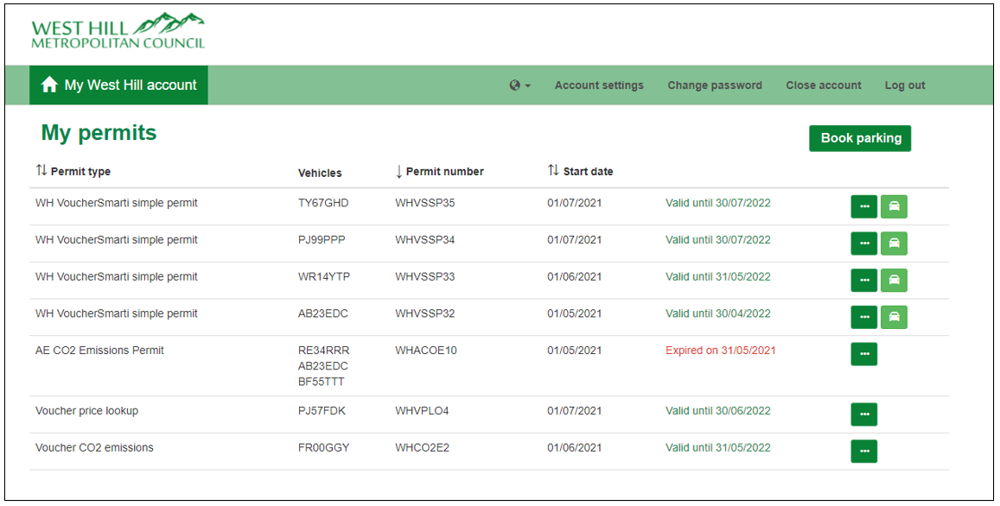 WEST HILL
METROPOLITAN COUNCIL
My West Hill account Account settings Change password Close account Log out
My permits
Book parking
Permit type Vehicles Permit number Start date
WH VoucherSmarti simple permit TY67GHD WHVSSP35 01/07/2021 Valid until 30/07/2022
WH VoucherSmarti simple permit PJ99PPP WHVSSP34 01/07/2021 Valid until 30/07/2022
WH VoucherSmarti simple permit WR14YTP WHVSSP33 01/06/2021 Valid until 31/05/2022
WH VoucherSmarti simple permit AB23EDC WHVSSP32 01/05/2021 Valid until 30/04/2022
AE CO2 Emissions Permit RE34RRR WHACOE10 01/05/2021 Expired on 31/05/2021
AB23EDC
BF55TTT
Voucher price lookup PJ57FDK WHVPLO4 01/07/2021 Valid until 30/06/2022
Voucher CO2 emissions FR00GGY WHCO2E2 01/06/2021 Valid until 31/05/2022